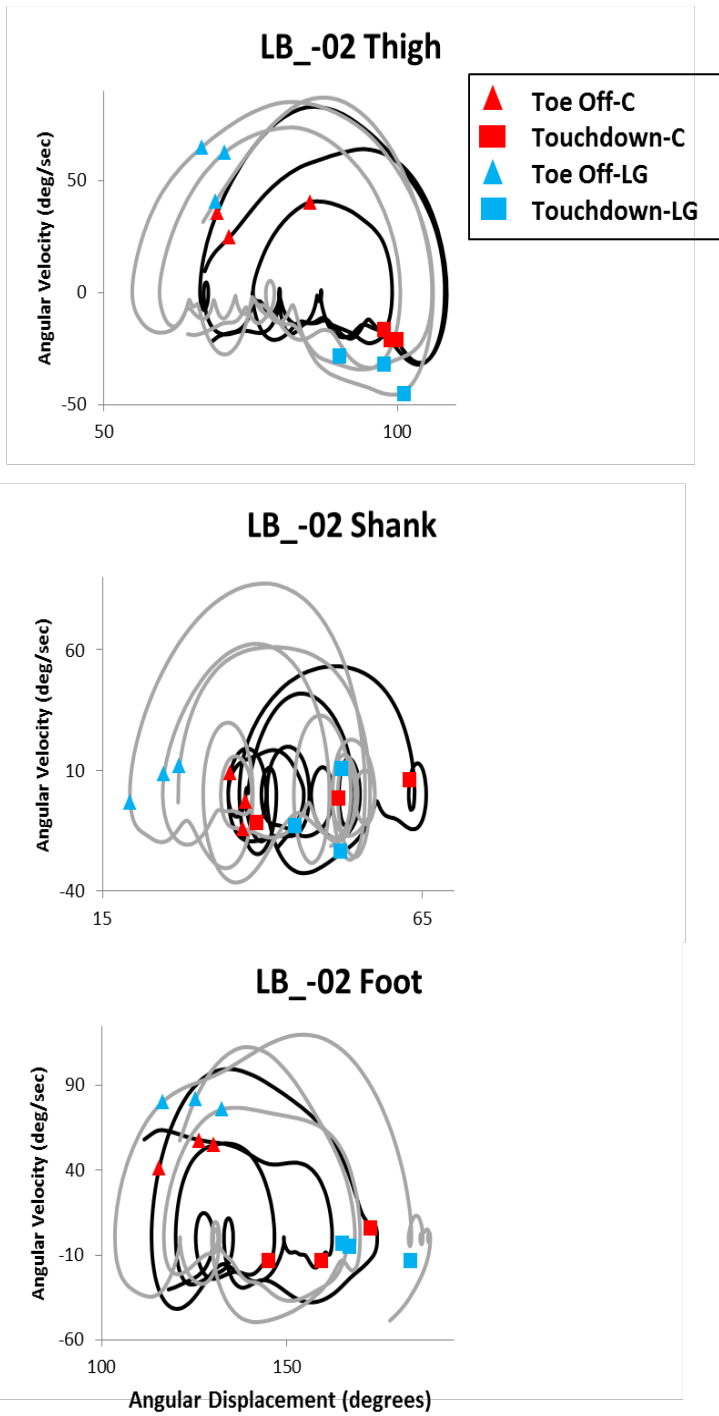 LB_-02 Thigh
Toe Off-C
Touchdown-C
Toe Off-LG
Touchdown-LG
Angular Velocity (deg/sec)
50
0
-50
50
100
LB_-02 Shank
Angular Velocity (deg/sec)
60
10
-40
15
65
LB_-02 Foot
Angular Velocity (deg/sec)
90
40
-10
-60
100
150
Angular Displacement (degrees)